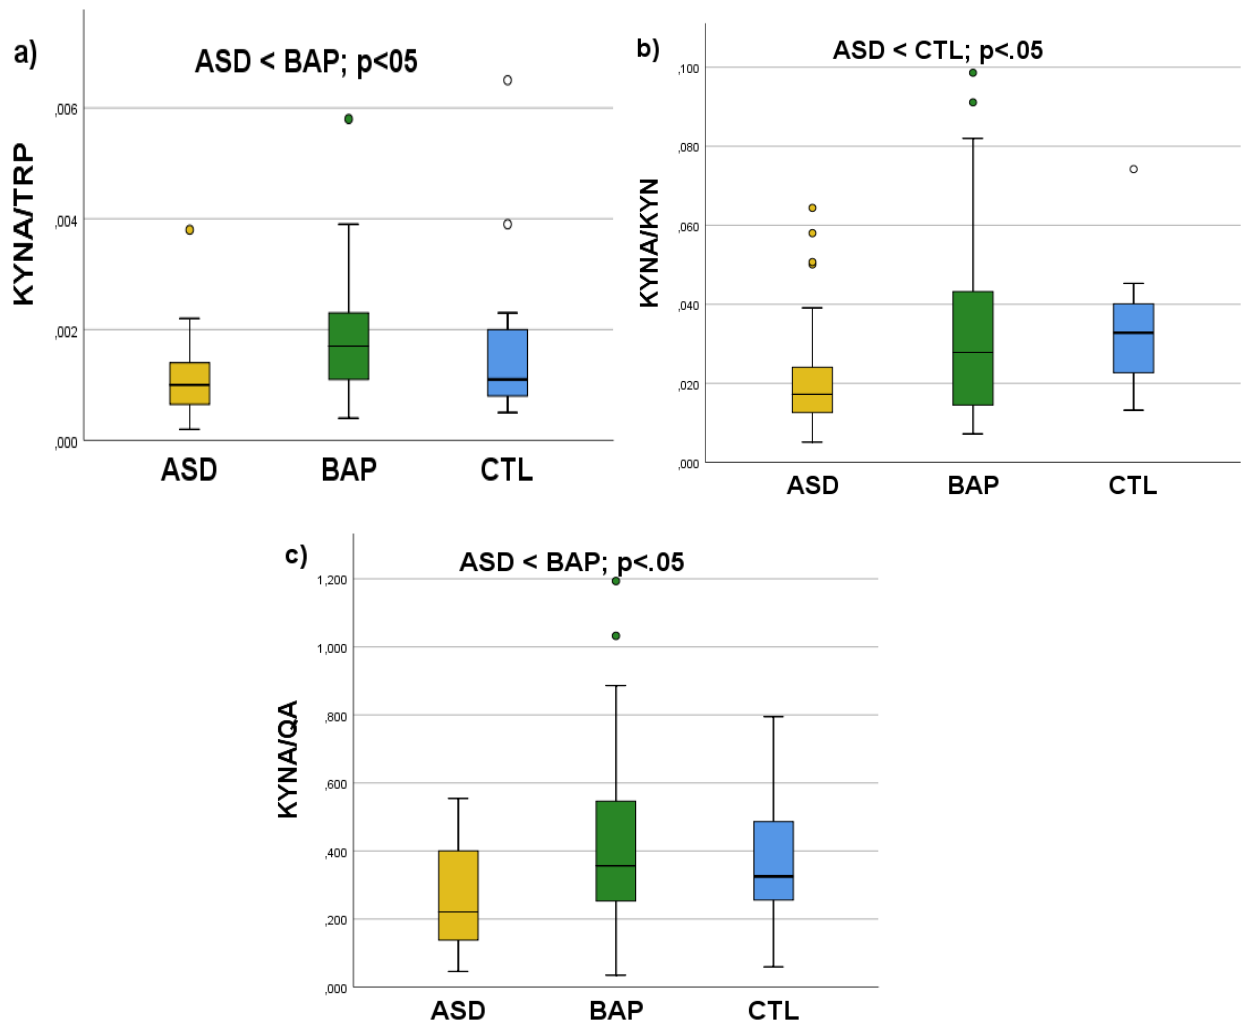 a)
ASD < BAP; p<05
KYNA/TRP
,006
,004
,002
,000
ASD BAP CTL
b)
ASD < CTL; p<.05
KYNA/KYN
,100
,080
,060
,040
,020
,000
ASD BAP CTL
c)
ASD < BAP; p<.05
KYNA/QA
1,200
1,000
,800
,600
,400
,200
,000
ASD BAP CTL